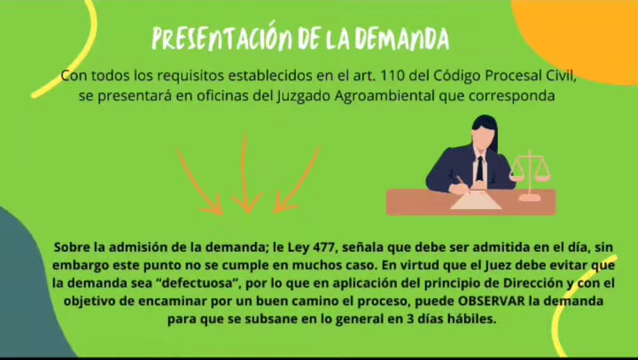 PRESENTACIÓN DE LA DEMANDA
Con todos los requisitos establecidos en el art. 110 del Código Procesal Civil,
se presentará en oficinas del Juzgado Agroambiental que corresponda
Sobre la admisión de la demanda; le Ley 477, señala que debe ser admitida en el día, sin
embargo este punto no se cumple en muchos caso. En virtud que el Juez debe evitar que
la demanda sea “defectuosa”, por lo que en aplicación del principio de Dirección y con el
objetivo de encaminar por un buen camino el proceso, puede OBSERVAR la demanda
para que se subsane en lo general en 3 días hábiles.